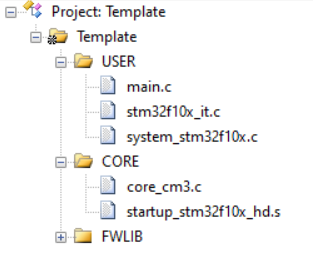 Project: Template
Template
USER
main.c
stm32f10x_it.c
system_stm32f10x.c
CORE
core_cm3.c
startup_stm32f10x_hd.s
FWLIB